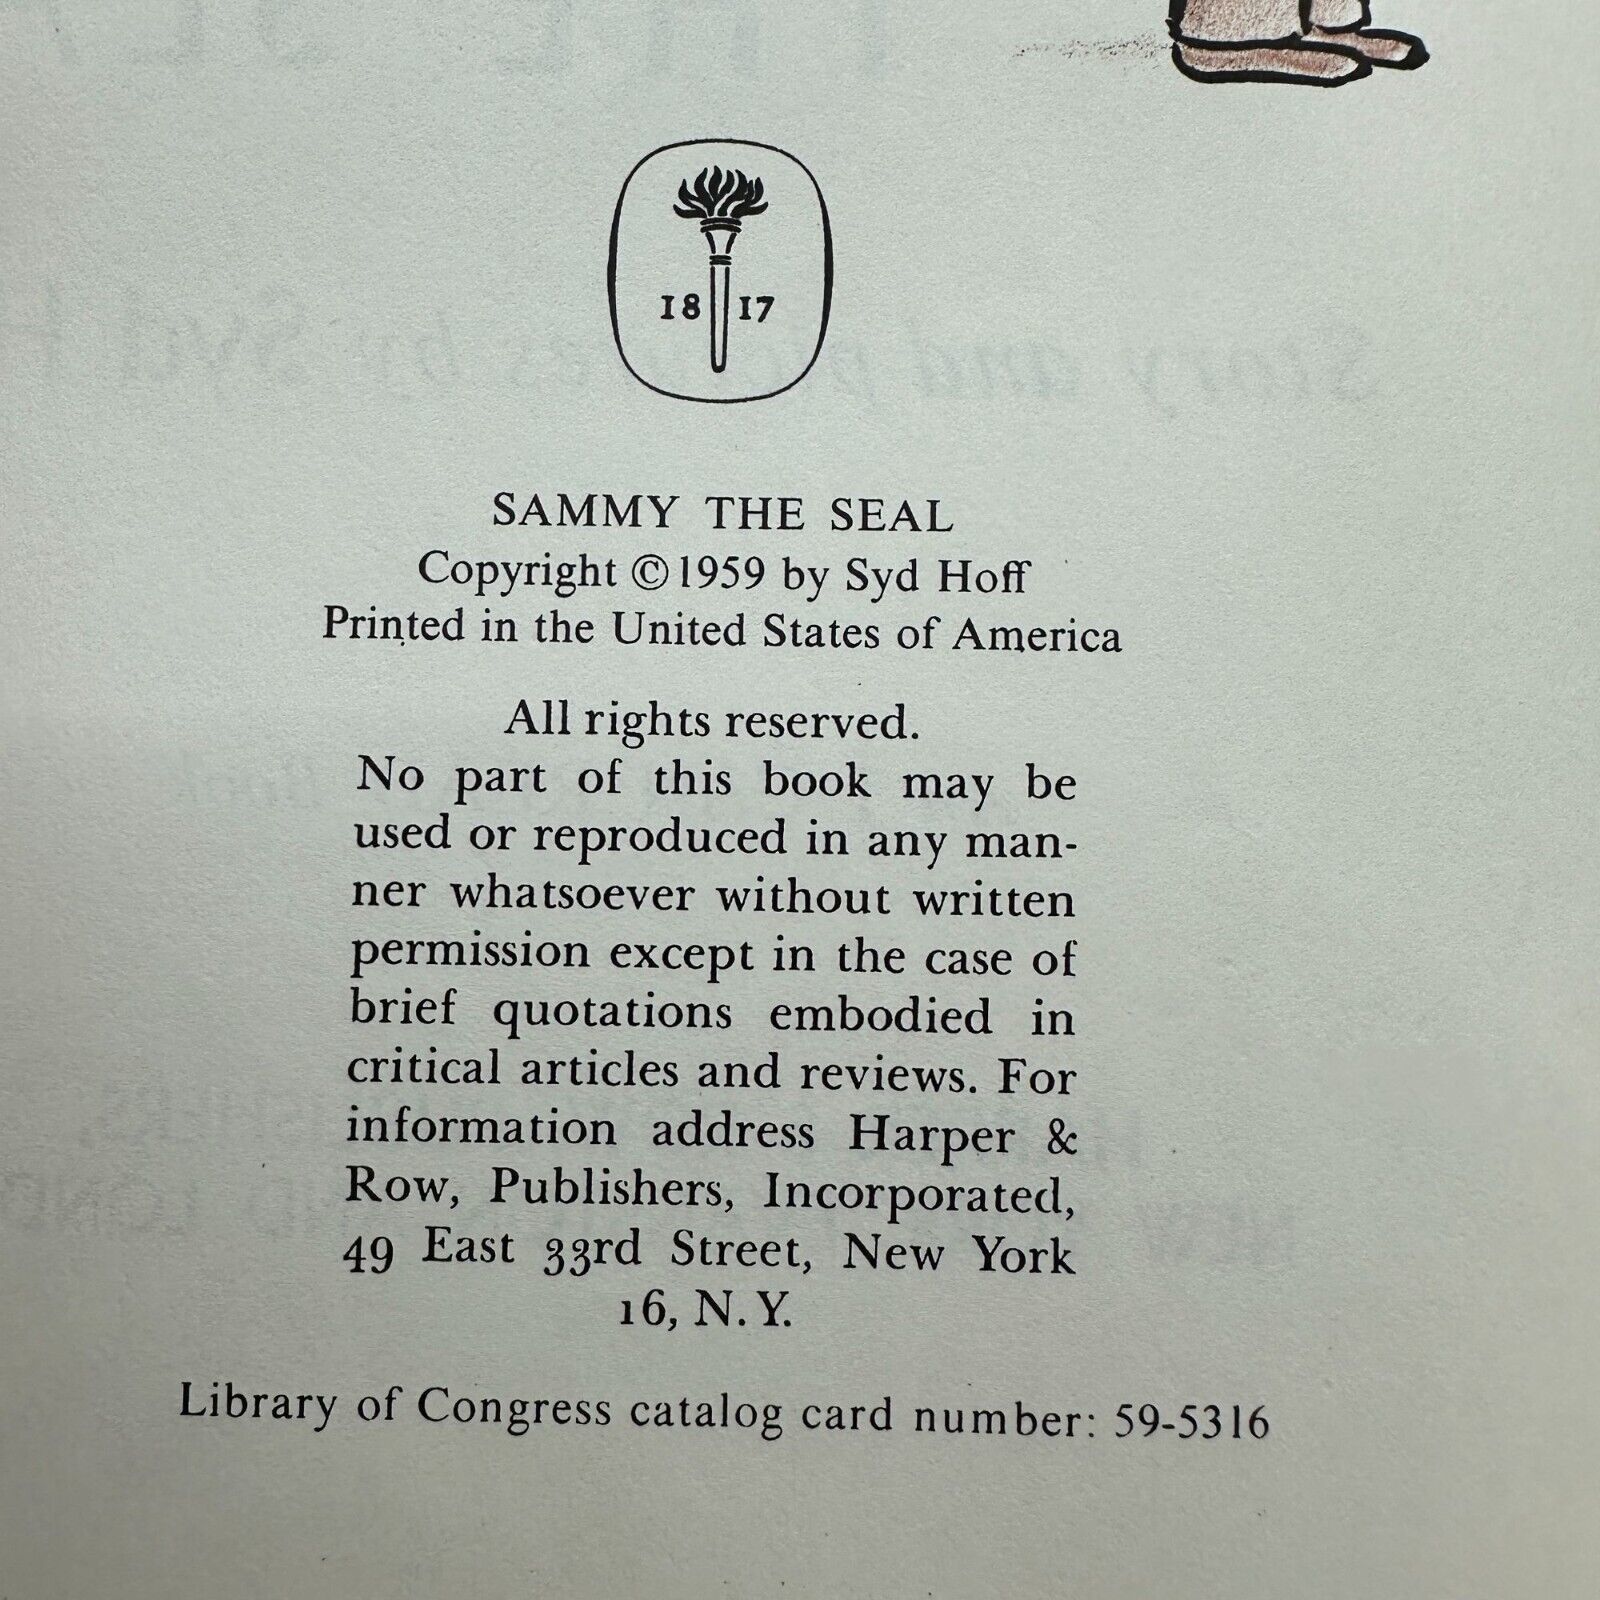 18 17
SAMMY THE SEAL
Copyright © 1959 by Syd Hoff
Printed in the United States of America
All rights reserved.
No part of this book may be
used or reproduced in any man-
ner whatsoever without written
permission except in the case of
brief quotations embodied in
critical articles and reviews. For
information address Harper &
Row, Publishers, Incorporated,
49 East 33rd Street, New York
16, N.Y.
Library of Congress catalog card number: 59-5316